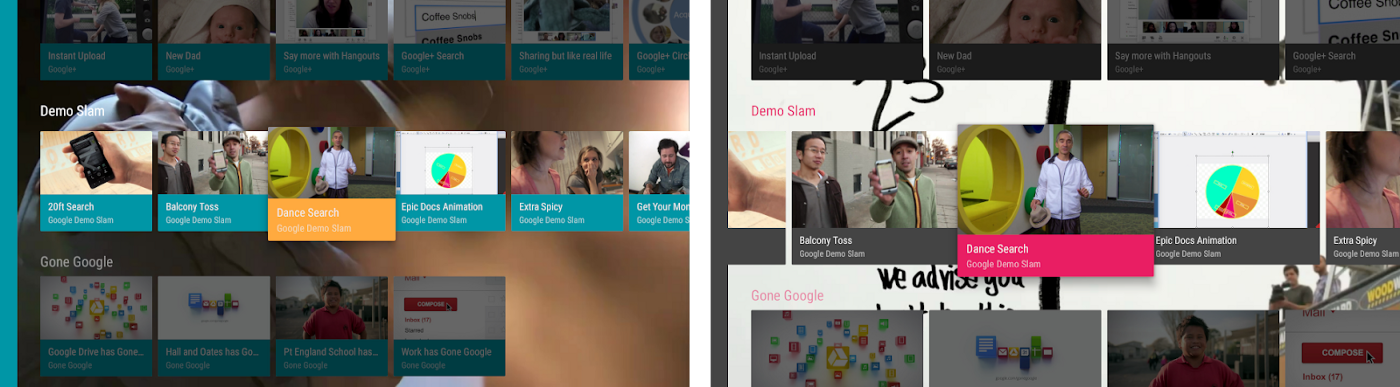 Coffee Snobs
Coffee Snobs
Instant Upload
Google+
New Dad
Google+
Say more with Hangouts
Google+
Google+ Search
Google+
Sharing but like real life
Google+
Google+ Circ
Google+
Demo Slam
20ft Search
Google Demo Slam
Balcony Toss
Google Demo Slam
Dance Search
Google Demo Slam
Epic Docs Animation
Google Demo Slam
Extra Spicy
Google Demo Slam
Get Your Mon
Google Demo Slam
Gone Google
COMPOSE
Inbox (17)
Starred
Google Drive has Gone...
Gone Google
Hall and Oates has Go...
Gone Google
Pt England School has...
Gone Google
Work has Gone Google
Gone Google
Coffee Snobs
Instant Upload
Google+
New Dad
Google+
Say more with Hangouts
Google+
Google+ Search
Google+
23
Demo Slam
Balcony Toss
Google Demo Slam
Dance Search
Google Demo Slam
Epic Docs Animation
Google Demo Slam
Extra Spicy
Google Demo Slam
we advise you
Gone Google
COMPOSE
Inbox (17)